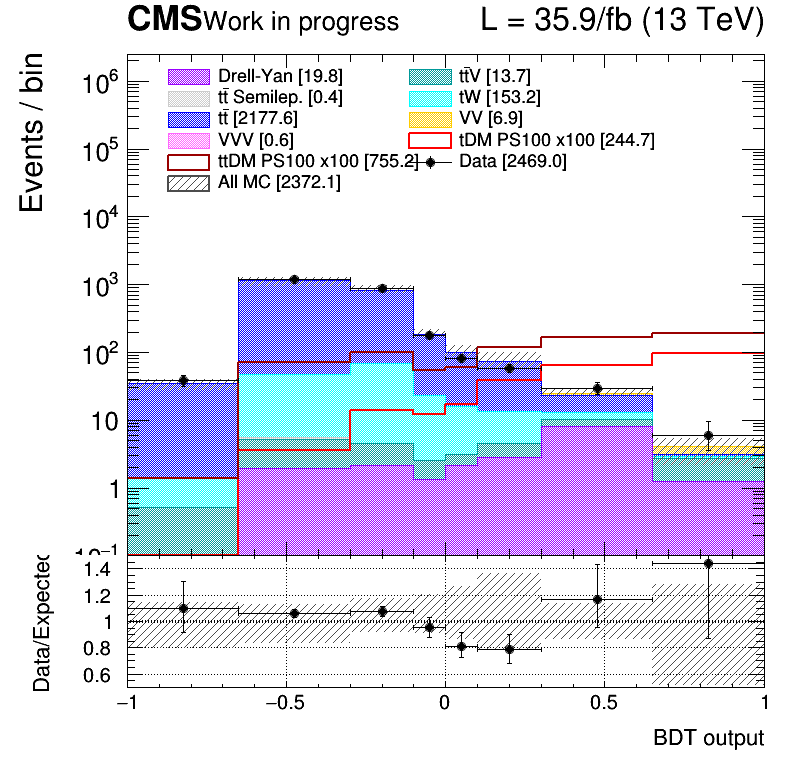 CMS Work in progress L = 35.9/fb (13 TeV)
Events / bin
Drell-Yan [19.8] tt̄V [13.7]
tt̄ Semilep. [0.4] tW [153.2]
tt̄ [2177.6] VV [6.9]
VVV [0.6] tDM PS100 x100 [244.7]
ttDM PS100 x100 [755.2] Data [2469.0]
All MC [2372.1]
10⁶
10⁵
10⁴
10³
10²
10
1
10⁻¹
Data/Expected
1.4
1.2
1
0.8
0.6
−1 −0.5 0 0.5 1
BDT output